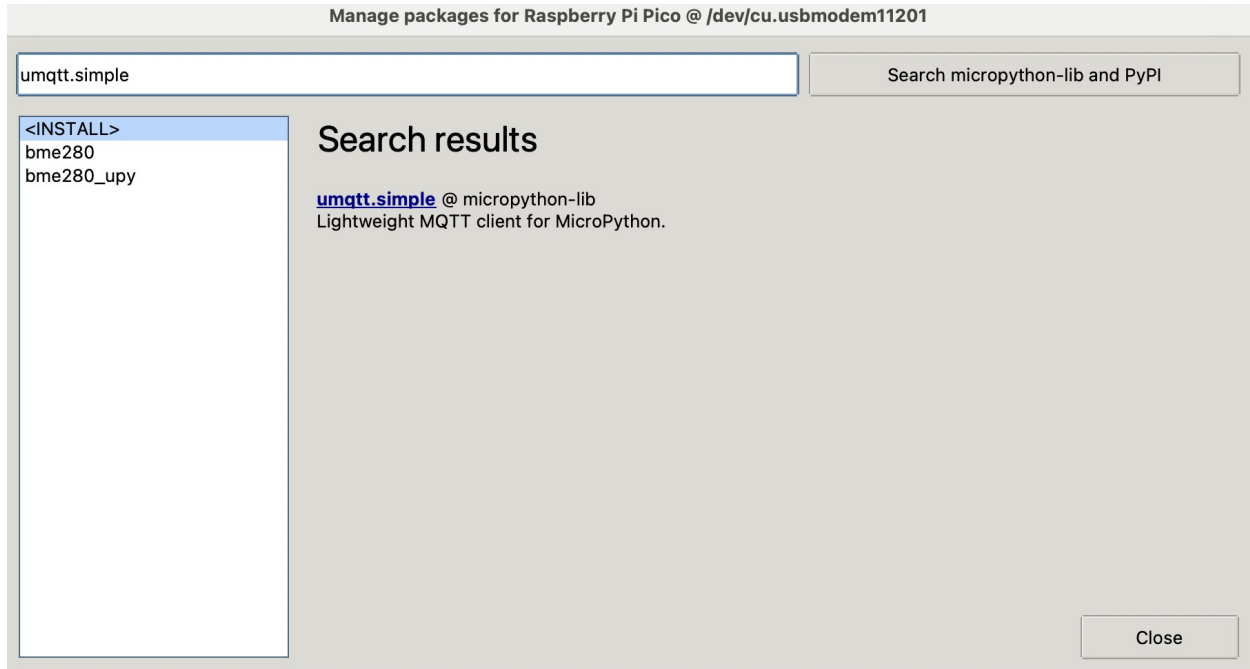 Manage packages for Raspberry Pi Pico @ /dev/cu.usbmodem11201
umqtt.simple
Search micropython-lib and PyPI
<INSTALL>
bme280
bme280_upy
Search results
umqtt.simple @ micropython-lib
Lightweight MQTT client for MicroPython.
Close